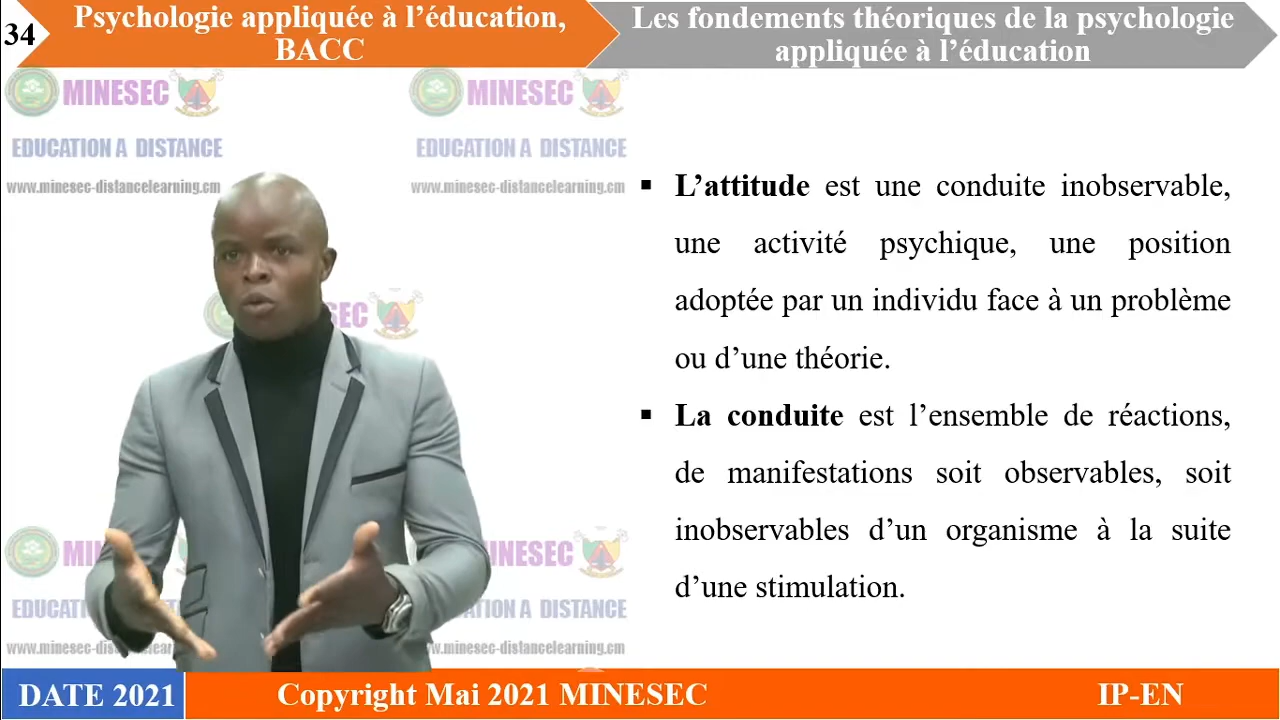 34
Psychologie appliquée à l’éducation,
BACC
Les fondements théoriques de la psychologie
appliquée à l’éducation
MINESEC
MINESEC
EDUCATION A DISTANCE
EDUCATION A DISTANCE
www.minesec-distancelearning.cm
www.minesec-distancelearning.cm
▪ L’attitude est une conduite inobservable,
une activité psychique, une position
adoptée par un individu face à un problème
ou d’une théorie.
▪ La conduite est l’ensemble de réactions,
de manifestations soit observables, soit
inobservables d’un organisme à la suite
d’une stimulation.
DATE 2021
Copyright Mai 2021 MINESEC
IP-EN